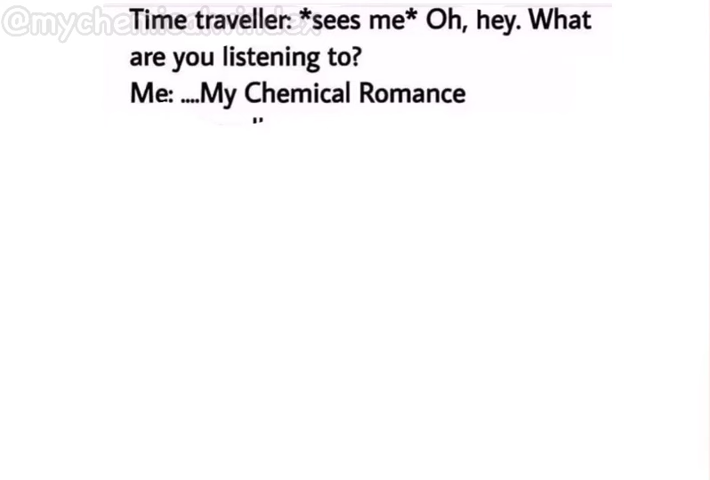 Time traveller: *sees me* Oh, hey. What
are you listening to?
Me: ....My Chemical Romance